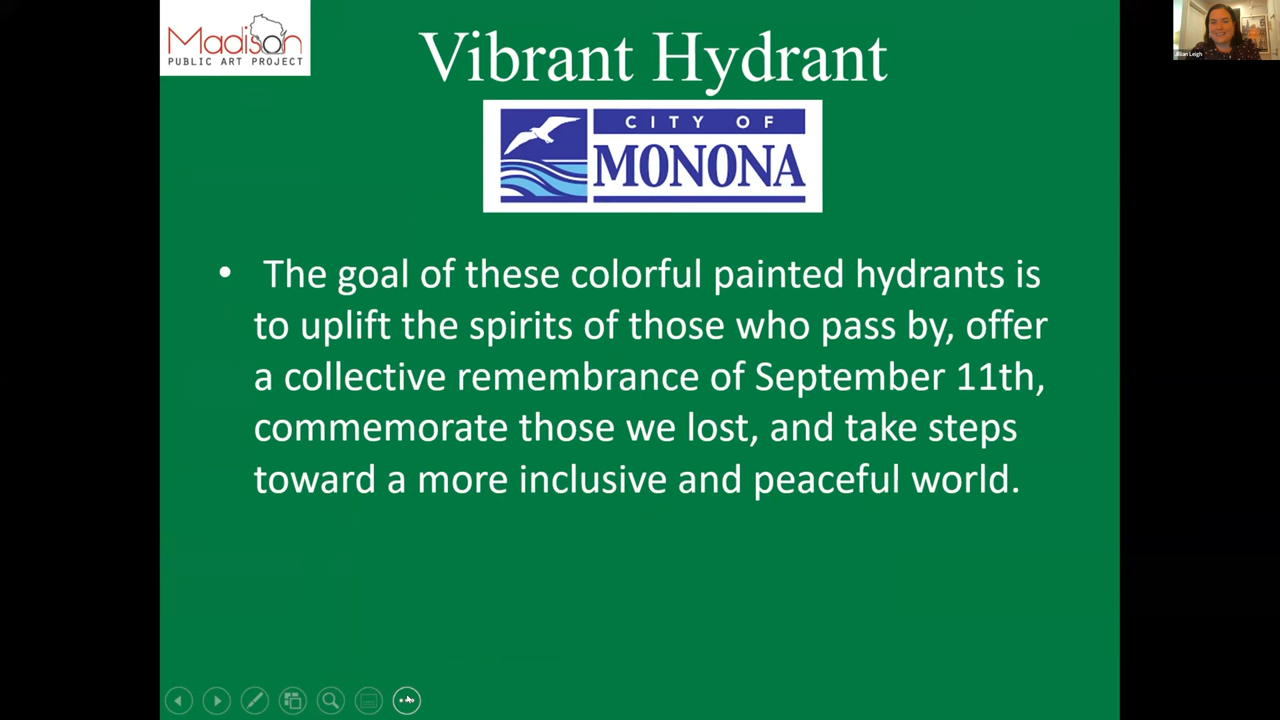 Madison
PUBLIC ART PROJECT
Vibrant Hydrant
CITY OF
MONONA
• The goal of these colorful painted hydrants is
to uplift the spirits of those who pass by, offer
a collective remembrance of September 11th,
commemorate those we lost, and take steps
toward a more inclusive and peaceful world.
Jillian Leigh